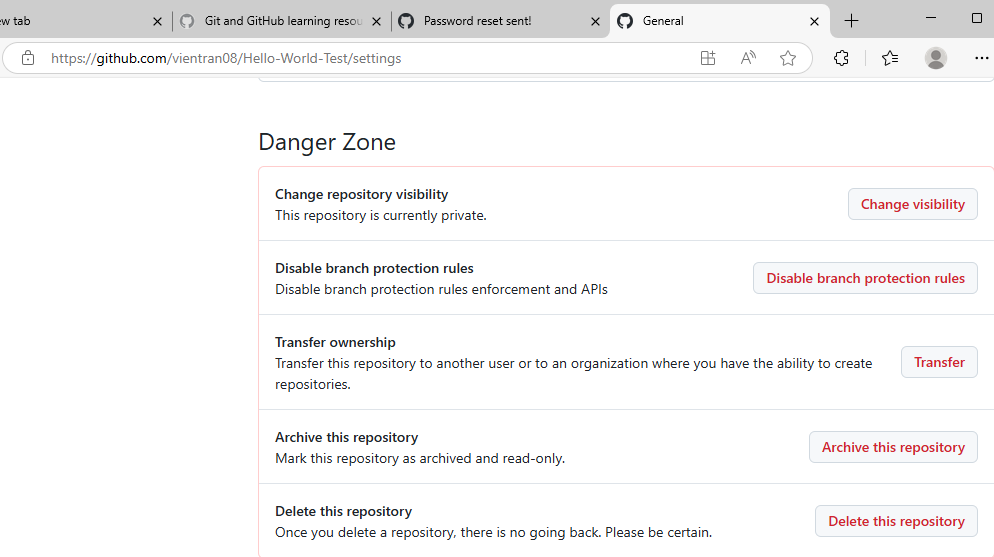 ew tab
Git and GitHub learning resou
Password reset sent!
General
https://github.com/vientran08/Hello-World-Test/settings
Danger Zone
Change repository visibility
This repository is currently private.
Change visibility
Disable branch protection rules
Disable branch protection rules enforcement and APIs
Disable branch protection rules
Transfer ownership
Transfer this repository to another user or to an organization where you have the ability to create
repositories.
Transfer
Archive this repository
Mark this repository as archived and read-only.
Archive this repository
Delete this repository
Once you delete a repository, there is no going back. Please be certain.
Delete this repository